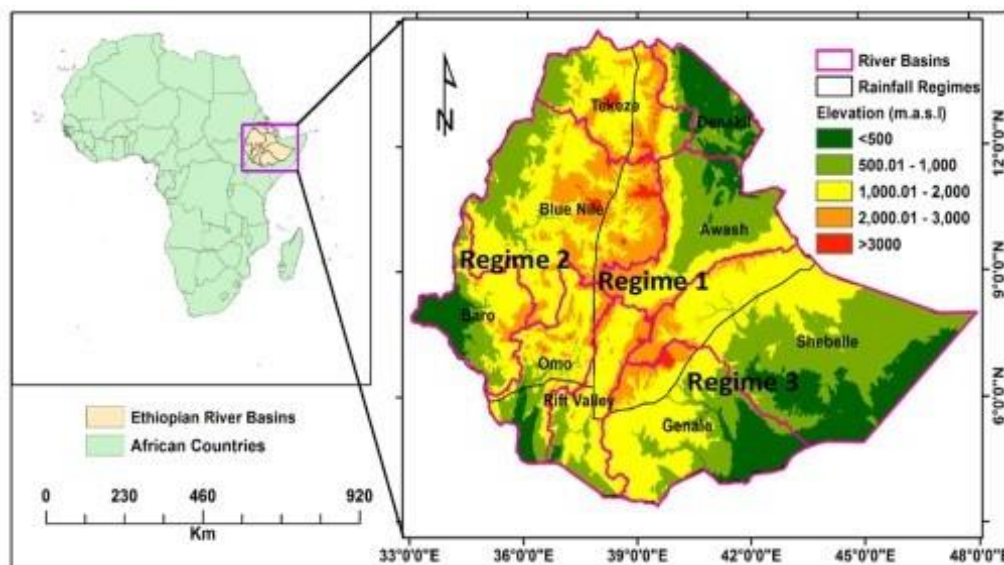 Ethiopian River Basins
African Countries
0 230 460 920
Km
River Basins
Rainfall Regimes
Elevation (m.a.s.l)
<500
500.01 - 1,000
1,000.01 - 2,000
2,000.01 - 3,000
>3000
N
Tekeze
Denakil
Blue Nile
Awash
Regime 2
Regime 1
Baro
Shebelle
Omo
Regime 3
Rift Valley
Genale
12°0'0"N
9°0'0"N
6°0'0"N
33°0'0"E 36°0'0"E 39°0'0"E 42°0'0"E 45°0'0"E 48°0'0"E